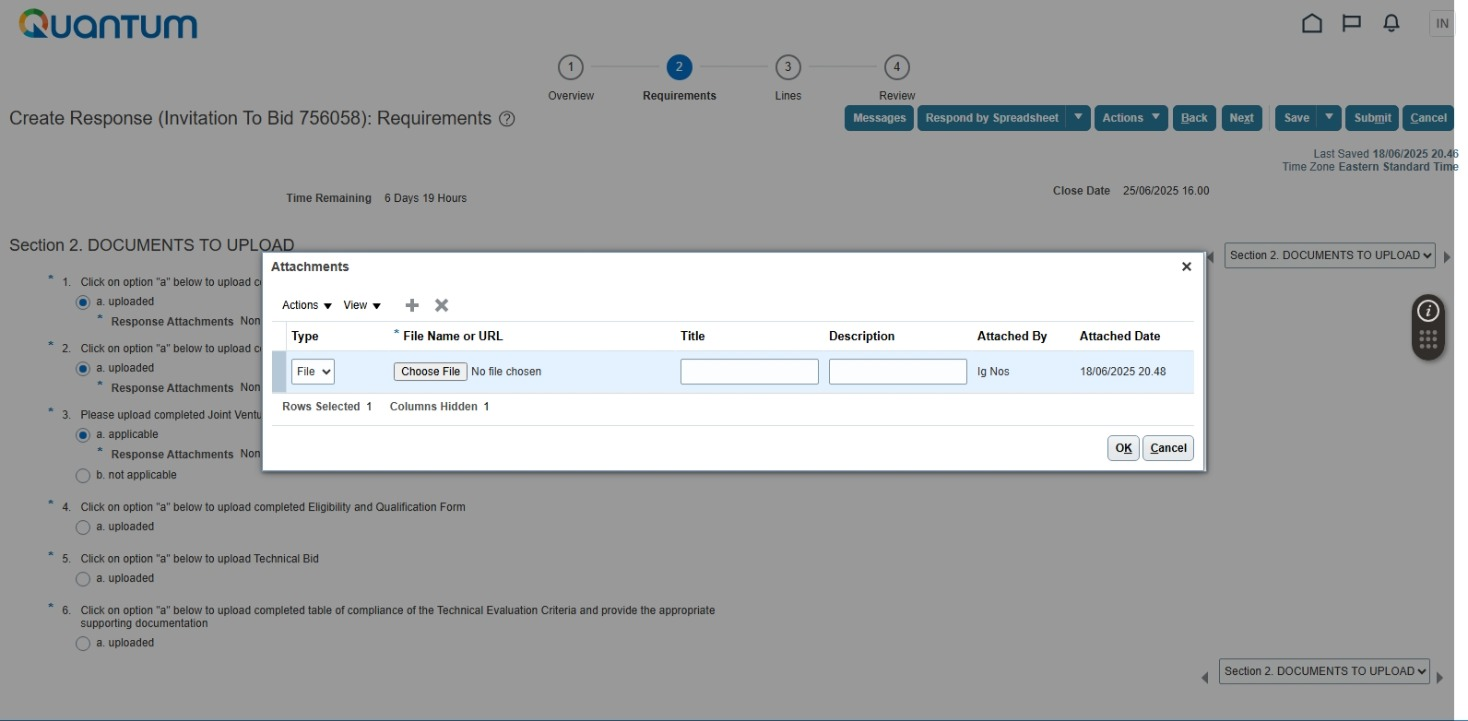 QUANTUM
IN
1
2
3
4
Overview
Requirements
Lines
Review
Create Response (Invitation To Bid 756058): Requirements ?
Messages
Respond by Spreadsheet
Actions
Back
Next
Save
Submit
Cancel
Last Saved 18/06/2025 20.46
Time Zone Eastern Standard Time
Time Remaining 6 Days 19 Hours
Close Date 25/06/2025 16.00
Section 2. DOCUMENTS TO UPLOAD
Section 2. DOCUMENTS TO UPLOAD
* 1. Click on option "a" below to upload
a. uploaded
* Response Attachments Non
* 2. Click on option "a" below to upload
a. uploaded
* Response Attachments Non
* 3. Please upload completed Joint Ventu
a. applicable
* Response Attachments Non
b. not applicable
* 4. Click on option "a" below to upload completed Eligibility and Qualification Form
a. uploaded
* 5. Click on option "a" below to upload Technical Bid
a. uploaded
* 6. Click on option "a" below to upload completed table of compliance of the Technical Evaluation Criteria and provide the appropriate
supporting documentation
a. uploaded
Attachments
Actions View
Type * File Name or URL Title Description Attached By Attached Date
File Choose File No file chosen Ig Nos 18/06/2025 20.48
Rows Selected 1 Columns Hidden 1
OK Cancel
i
Section 2. DOCUMENTS TO UPLOAD